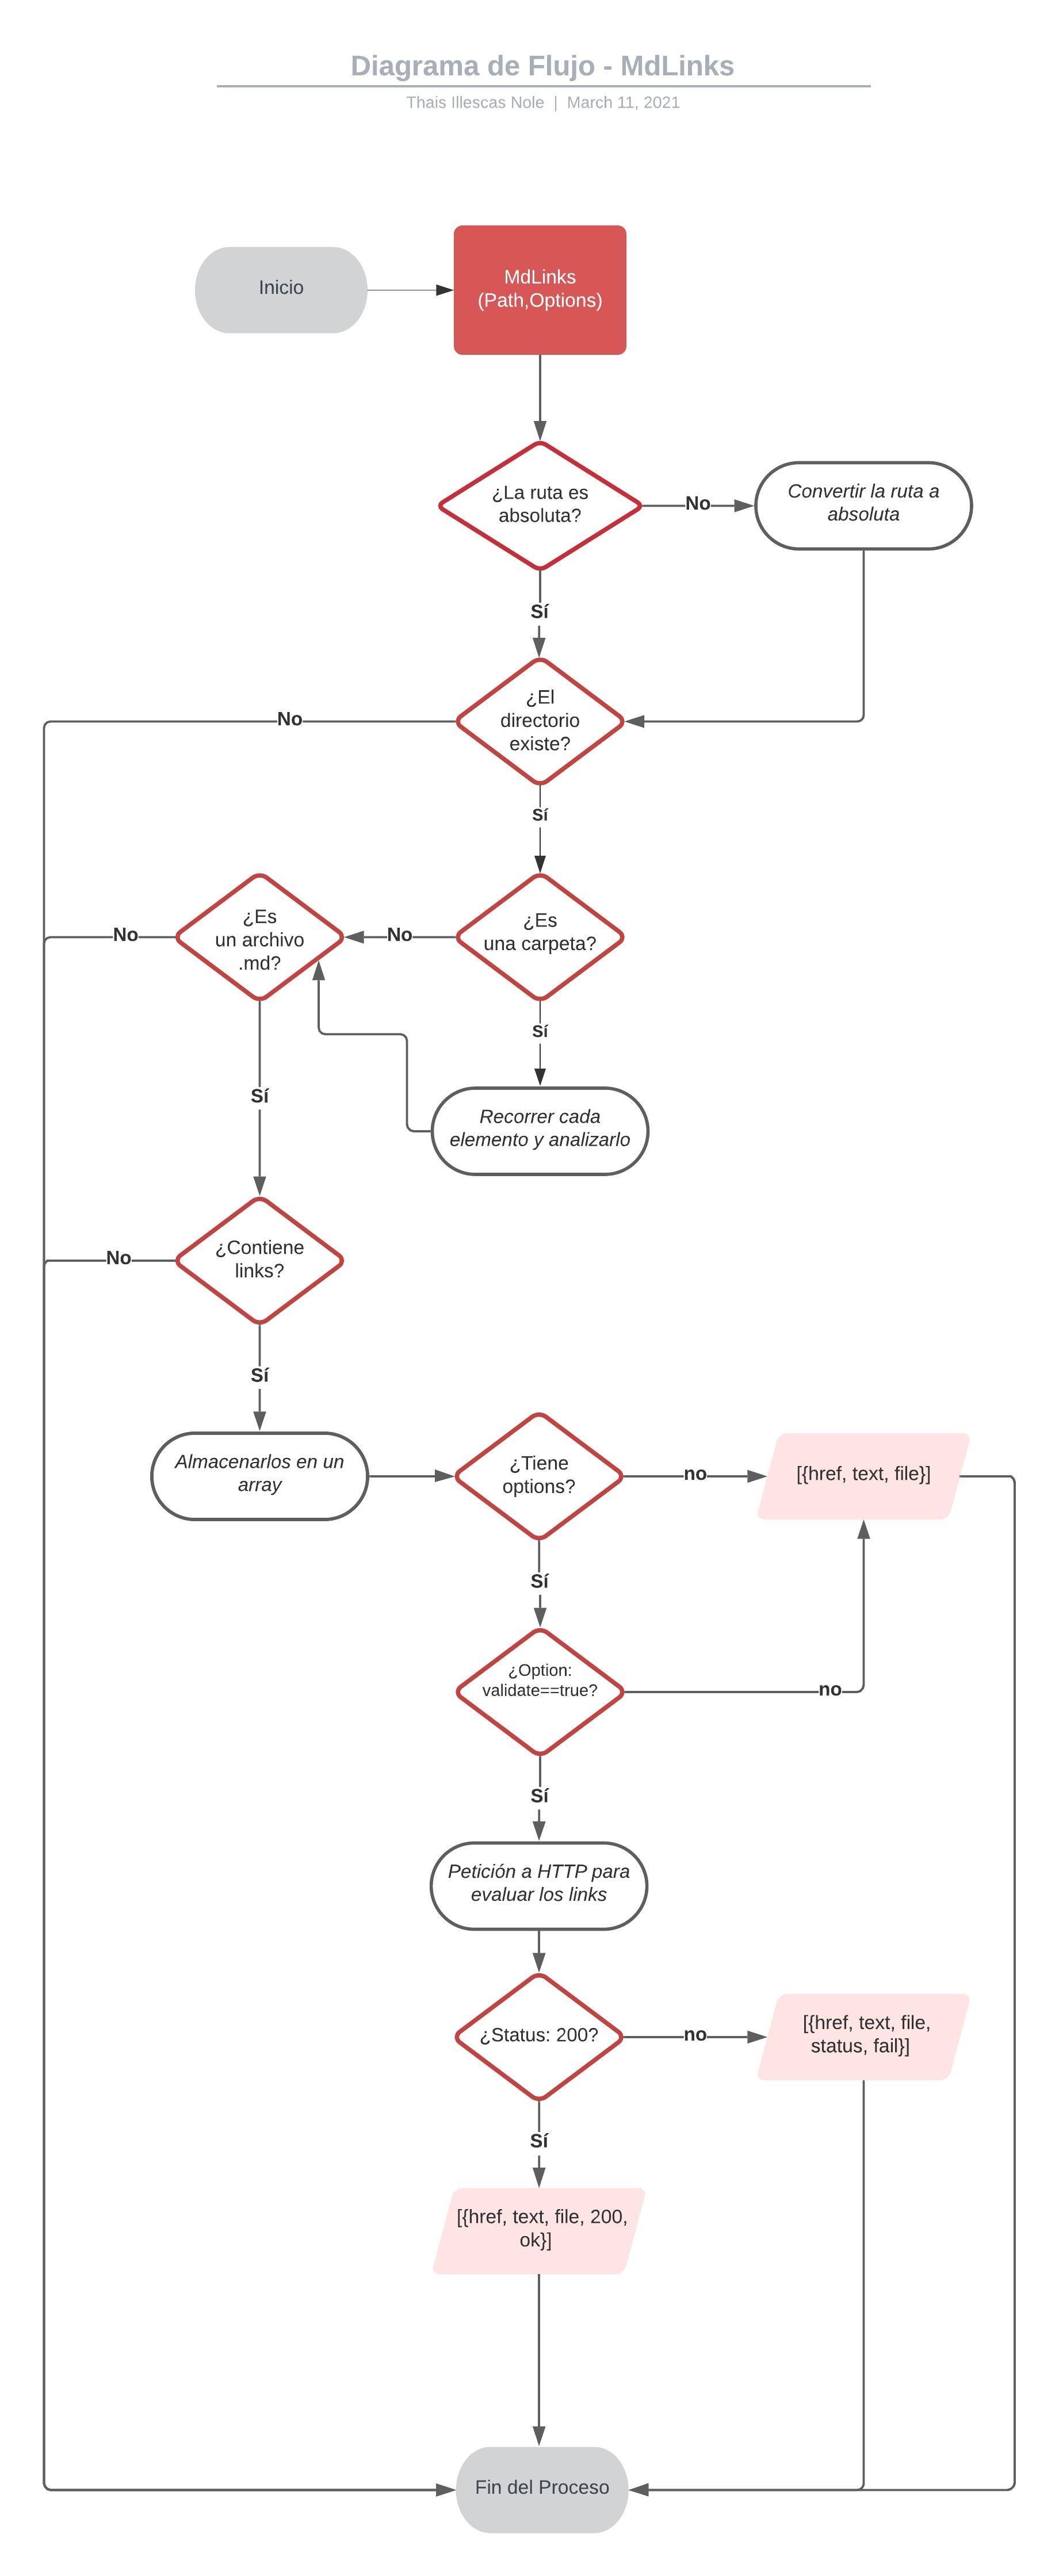 Diagrama de Flujo - MdLinks
Thais Illescas Nole | March 11, 2021
Inicio
MdLinks
(Path,Options)
¿La ruta es
absoluta?
No
Convertir la ruta a
absoluta
Sí
¿El
directorio
existe?
No
Sí
¿Es
una carpeta?
No
¿Es
un archivo
.md?
No
Sí
Recorrer cada
elemento y analizarlo
Sí
¿Contiene
links?
No
Sí
Almacenarlos en un
array
¿Tiene
options?
no
[{href, text, file}]
Sí
¿Option:
validate==true?
no
Sí
Petición a HTTP para
evaluar los links
¿Status: 200?
no
[{href, text, file,
status, fail}]
Sí
[{href, text, file, 200,
ok}]
Fin del Proceso